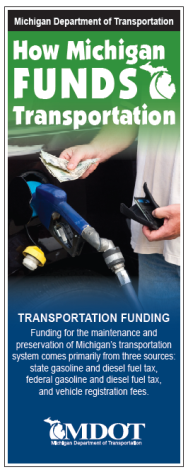 Michigan Department of Transportation
How Michigan
FUNDS
Transportation
TRANSPORTATION FUNDING
Funding for the maintenance and
preservation of Michigan's transportation
system comes primarily from three sources:
state gasoline and diesel fuel tax,
federal gasoline and diesel fuel tax,
and vehicle registration fees.
MDOT
Michigan Department of Transportation